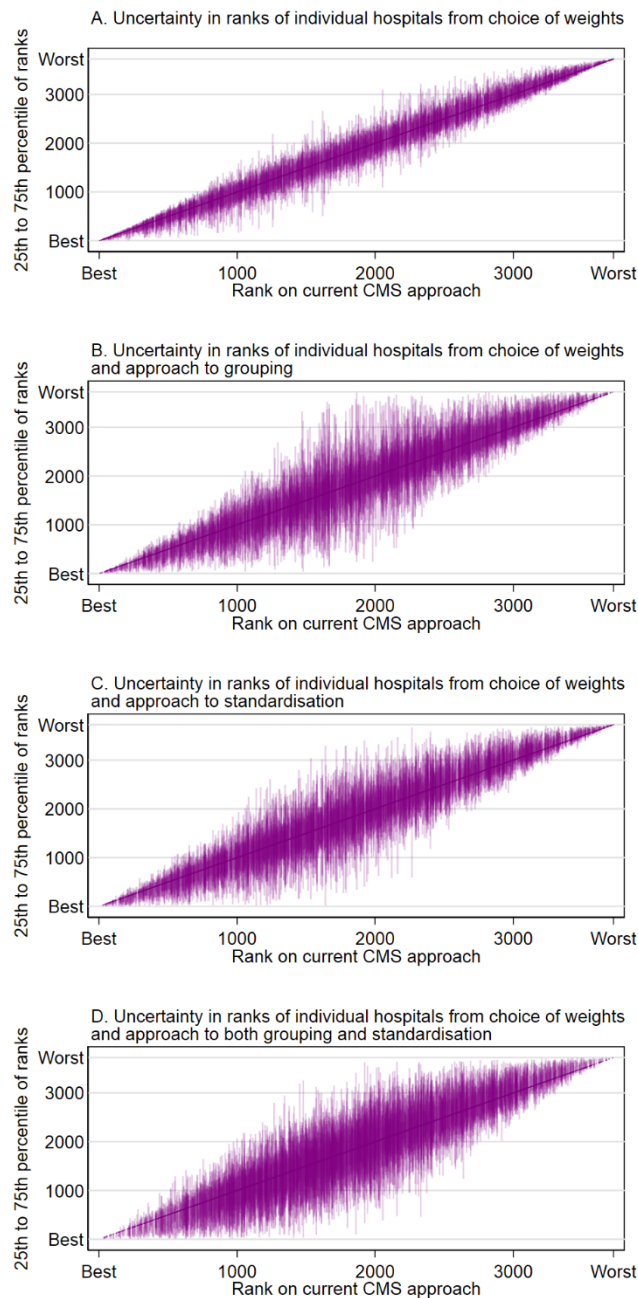 A. Uncertainty in ranks of individual hospitals from choice of weights
25th to 75th percentile of ranks
Worst
3000
2000
1000
Best
Best 1000 2000 3000 Worst
Rank on current CMS approach
B. Uncertainty in ranks of individual hospitals from choice of weights
and approach to grouping
25th to 75th percentile of ranks
Worst
3000
2000
1000
Best
Best 1000 2000 3000 Worst
Rank on current CMS approach
C. Uncertainty in ranks of individual hospitals from choice of weights
and approach to standardisation
25th to 75th percentile of ranks
Worst
3000
2000
1000
Best
Best 1000 2000 3000 Worst
Rank on current CMS approach
D. Uncertainty in ranks of individual hospitals from choice of weights
and approach to both grouping and standardisation
25th to 75th percentile of ranks
Worst
3000
2000
1000
Best
Best 1000 2000 3000 Worst
Rank on current CMS approach